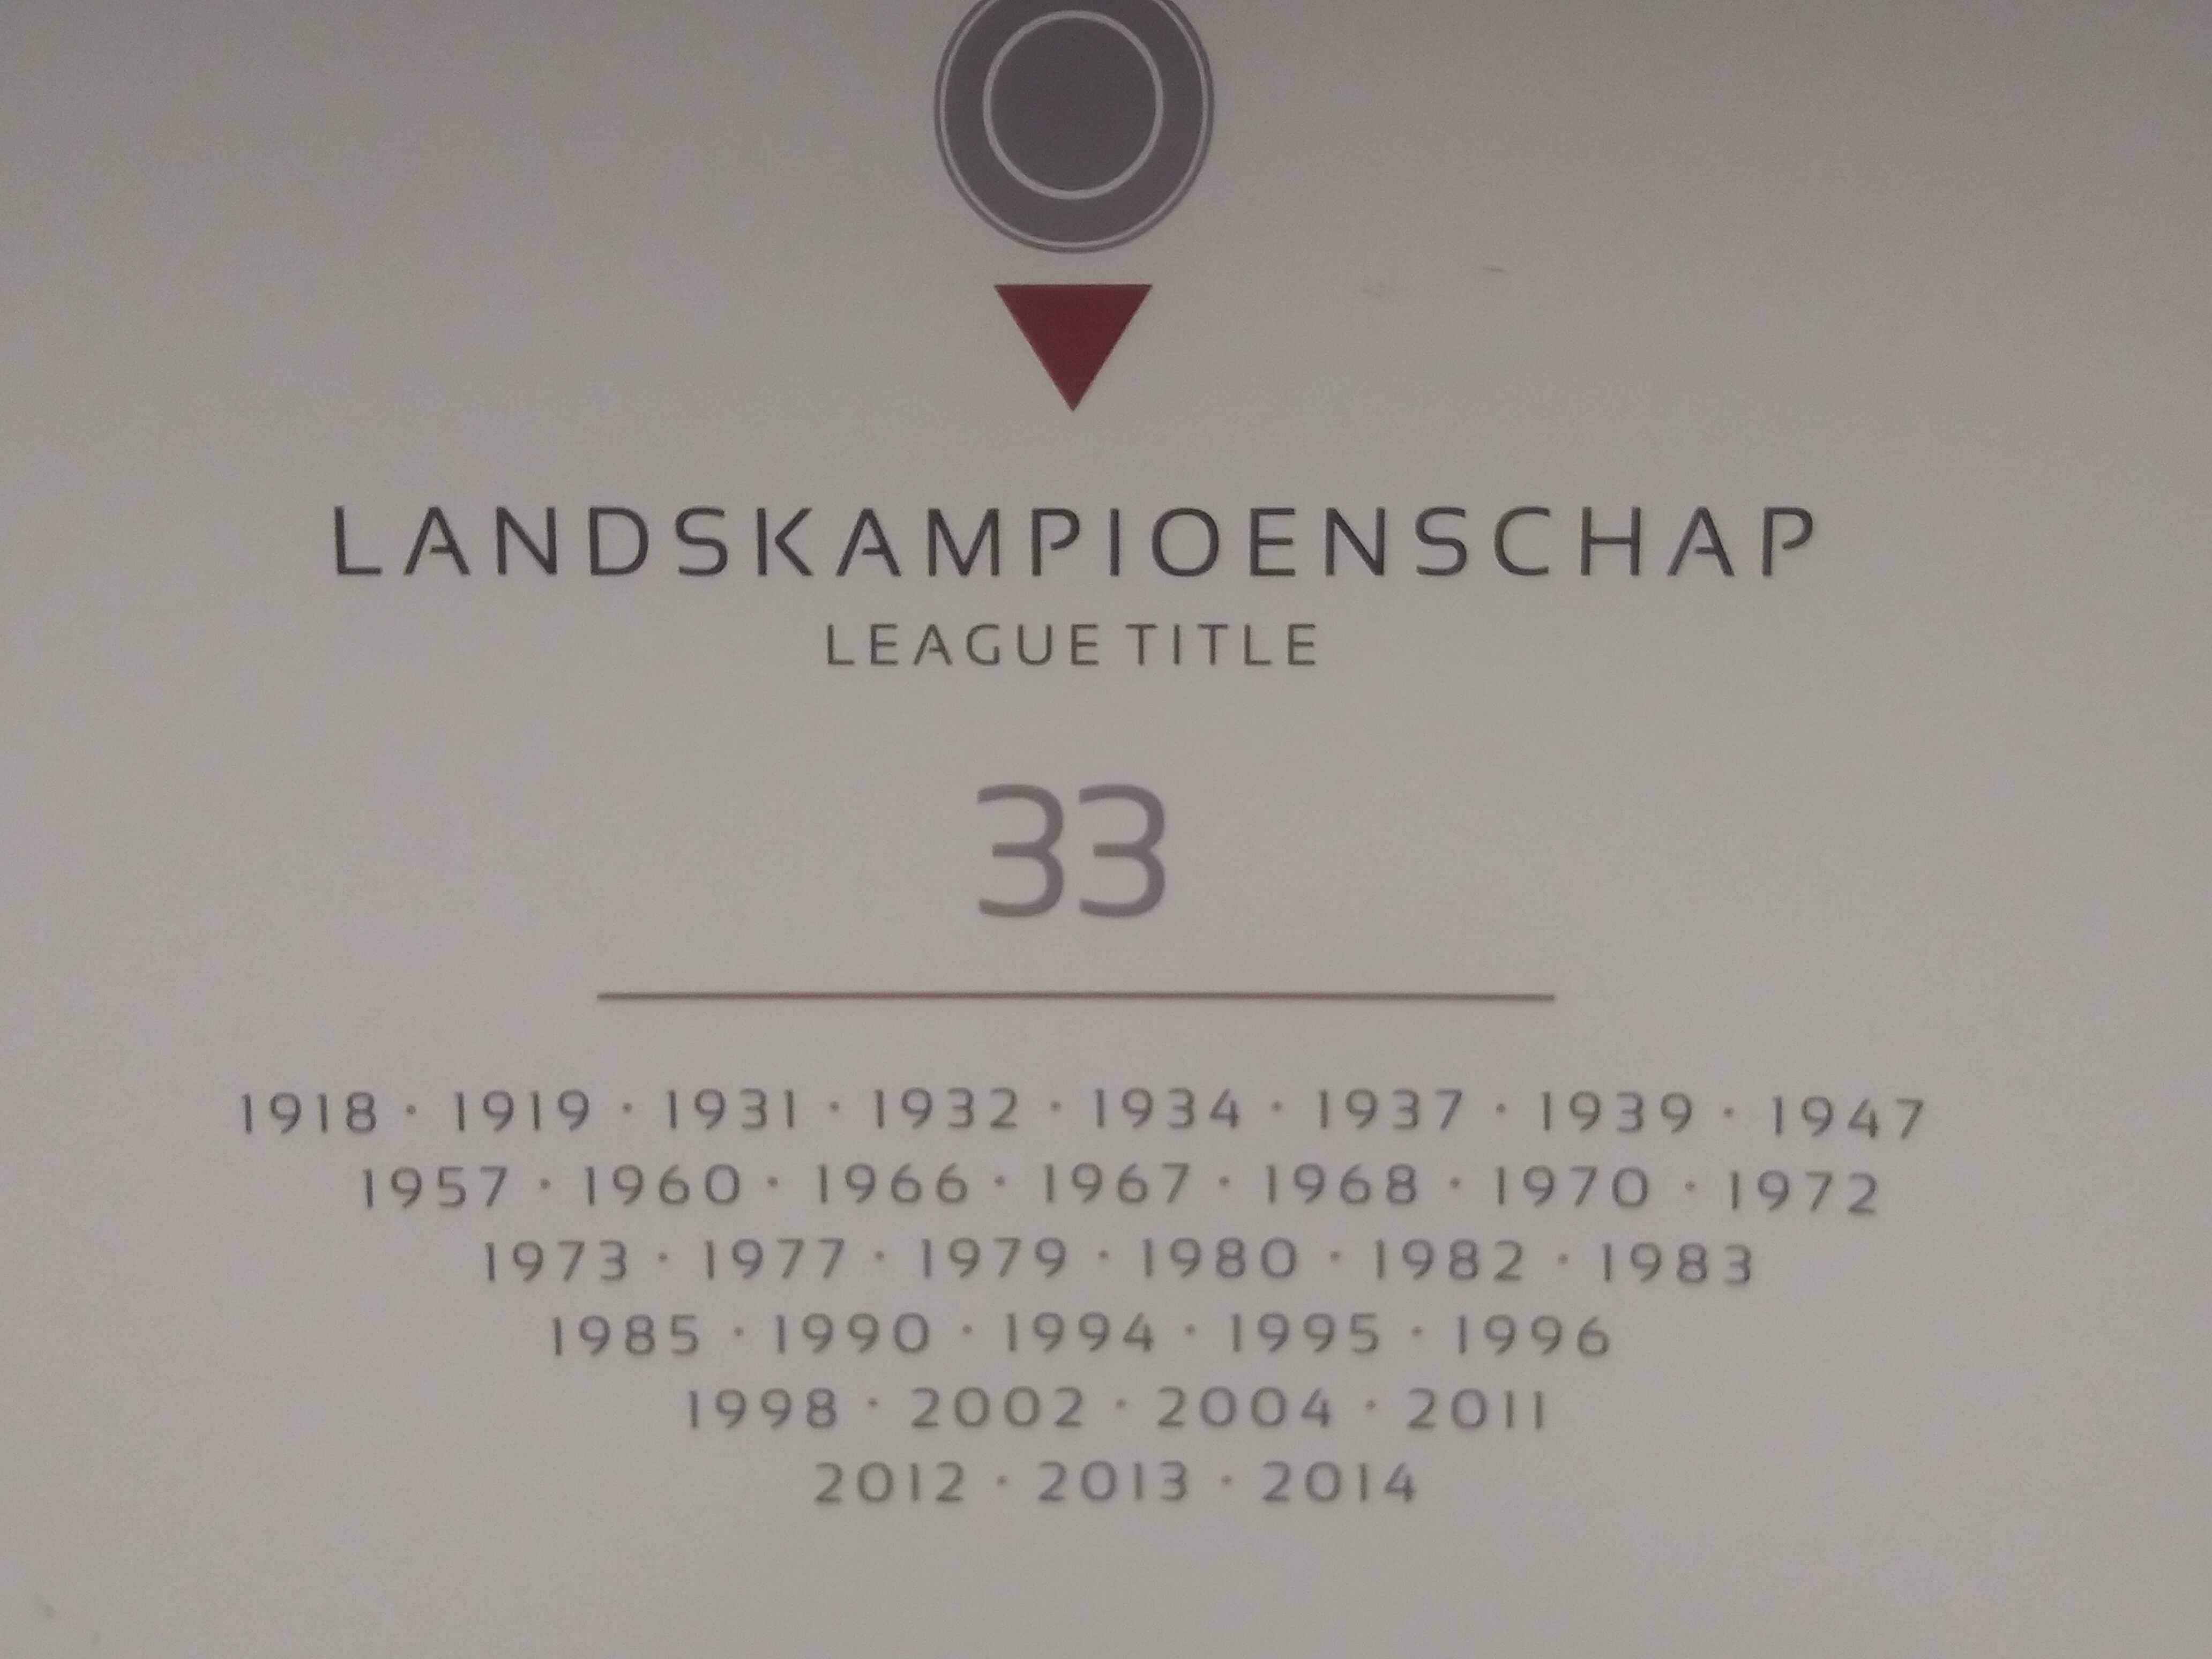 LANDSKAMPIOENSCHAP
LEAGUE TITLE
33
1918 · 1919 · 1931 · 1932 · 1934 · 1937 · 1939 · 1947
1957 · 1960 · 1966 · 1967 · 1968 · 1970 · 1972
1973 · 1977 · 1979 · 1980 · 1982 · 1983
1985 · 1990 · 1994 · 1995 · 1996
1998 · 2002 · 2004 · 2011
2012 · 2013 · 2014